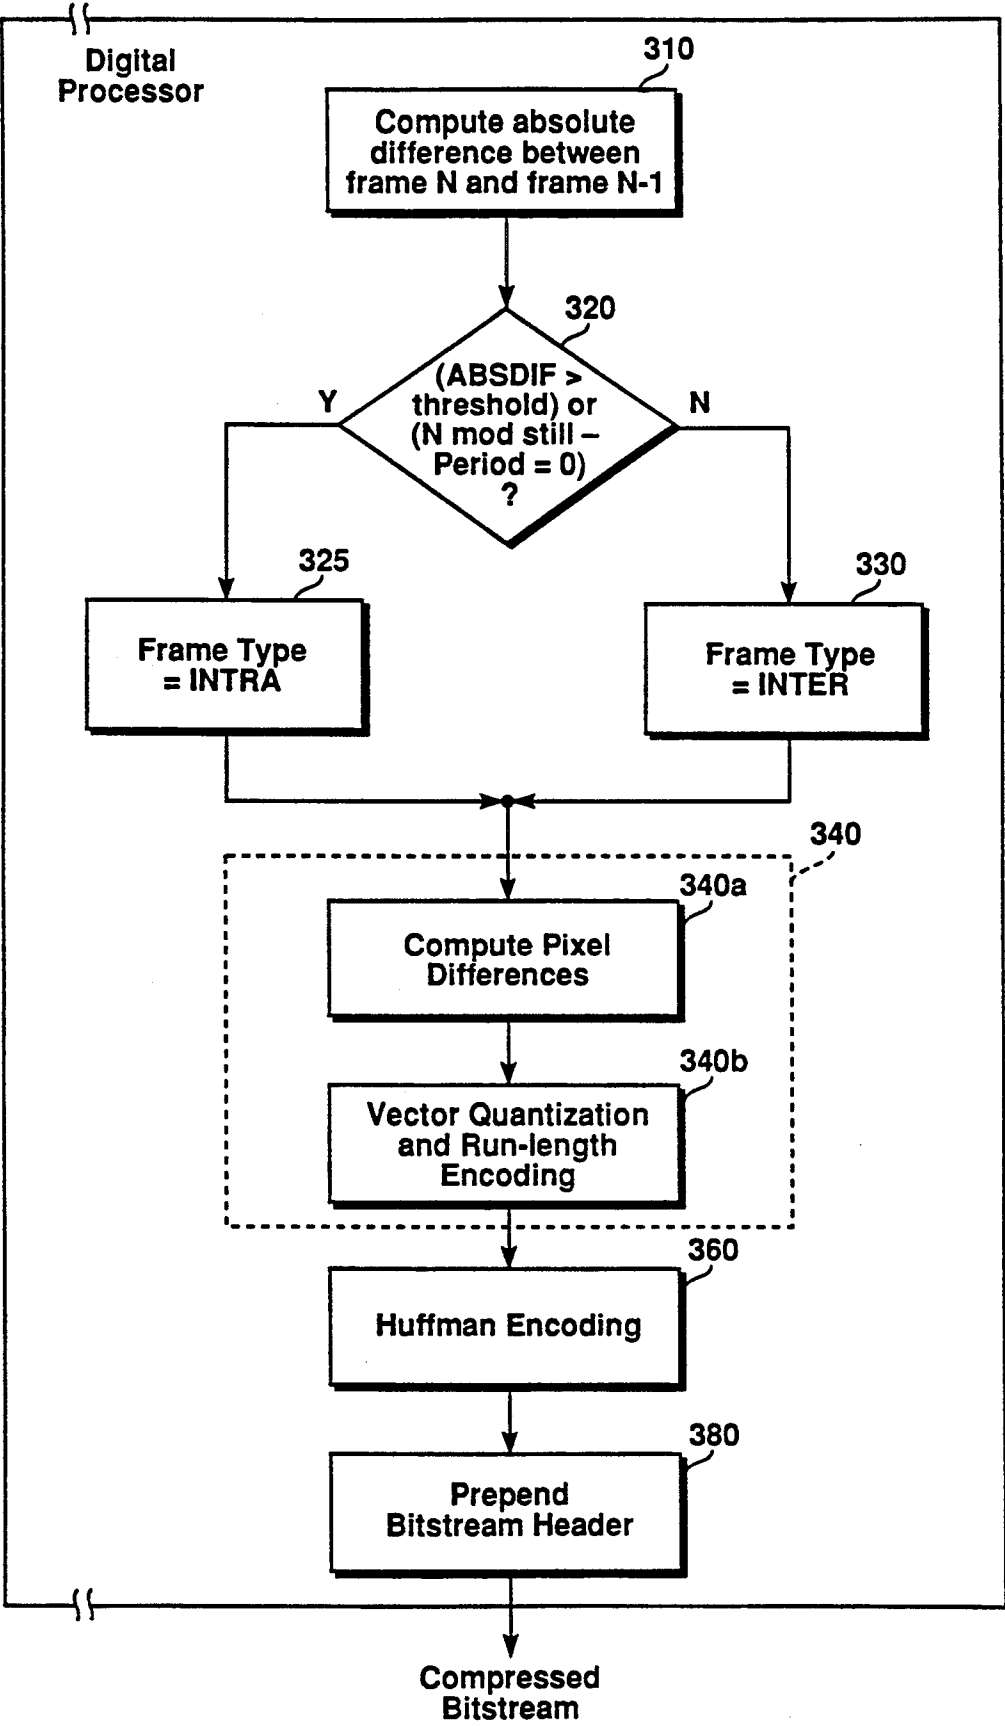 Digital
Processor
310
Compute absolute
difference between
frame N and frame N-1
320
(ABSDIF >
threshold) or
(N mod still –
Period = 0)
?
Y
N
325
Frame Type
= INTRA
330
Frame Type
= INTER
340
340a
Compute Pixel
Differences
340b
Vector Quantization
and Run-length
Encoding
360
Huffman Encoding
380
Prepend
Bitstream Header
Compressed
Bitstream